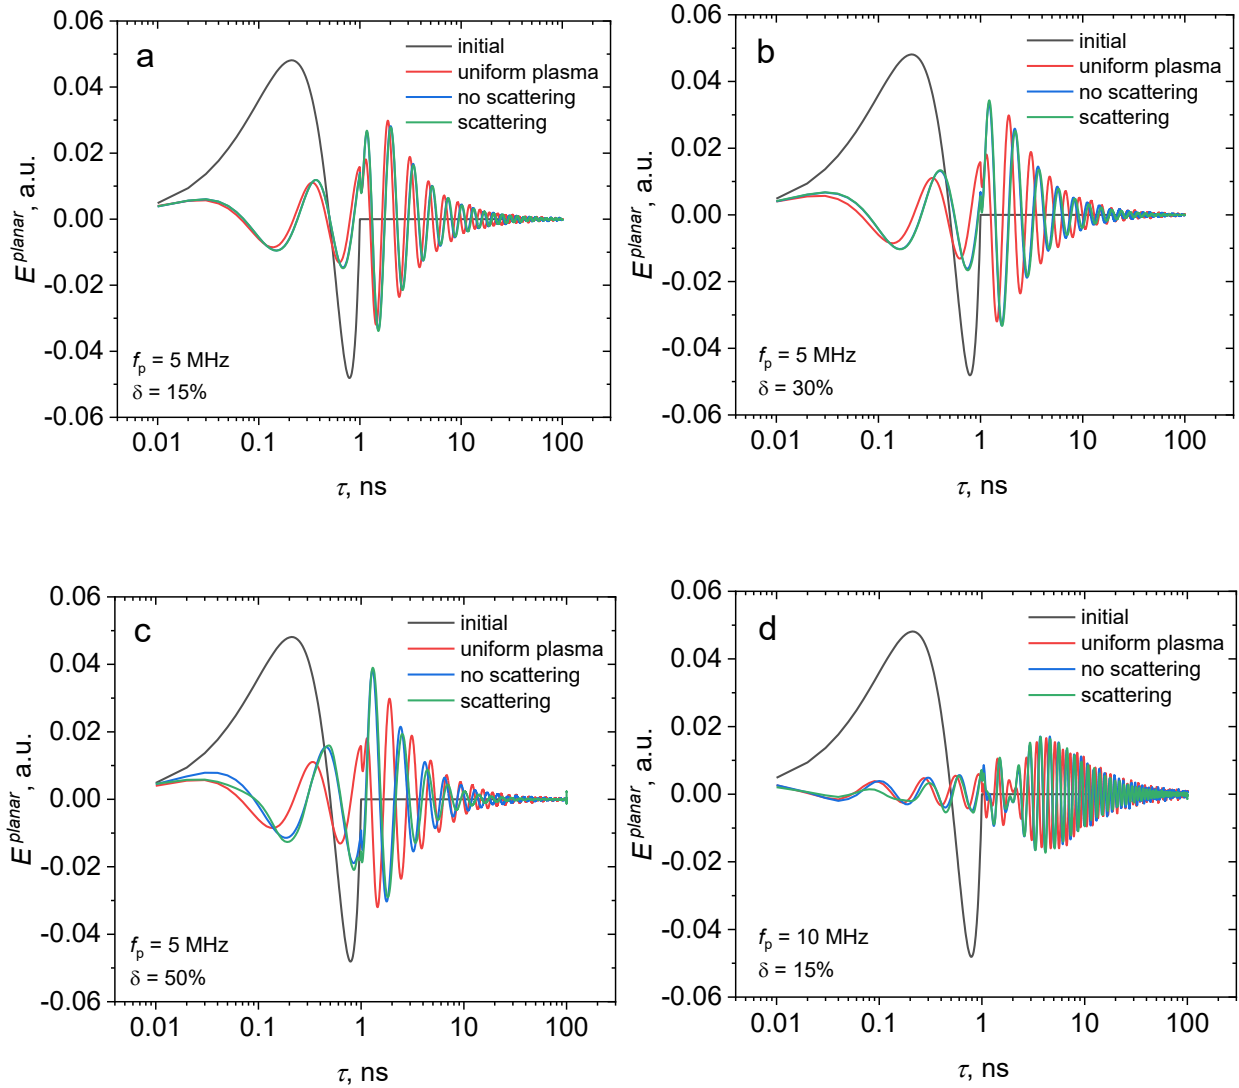 a
initial
uniform plasma
no scattering
scattering
0.06
0.04
0.02
0.00
-0.02
-0.04
-0.06
E^planar, a.u.
f_p = 5 MHz
δ = 15%
0.01 0.1 1 10 100
τ, ns
b
initial
uniform plasma
no scattering
scattering
0.06
0.04
0.02
0.00
-0.02
-0.04
-0.06
E^planar, a.u.
f_p = 5 MHz
δ = 30%
0.01 0.1 1 10 100
τ, ns
c
initial
uniform plasma
no scattering
scattering
0.06
0.04
0.02
0.00
-0.02
-0.04
-0.06
E^planar, a.u.
f_p = 5 MHz
δ = 50%
0.01 0.1 1 10 100
τ, ns
d
initial
uniform plasma
no scattering
scattering
0.06
0.04
0.02
0.00
-0.02
-0.04
-0.06
E^planar, a.u.
f_p = 10 MHz
δ = 15%
0.01 0.1 1 10 100
τ, ns